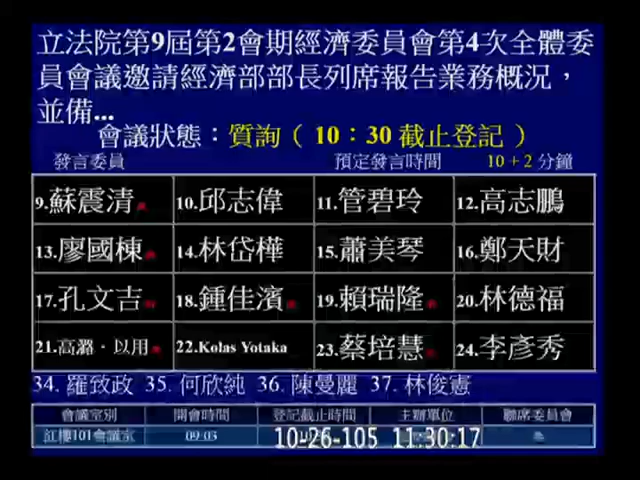 立法院第9屆第2會期經濟委員會第4次全體委
員會議邀請經濟部部長列席報告業務概況，
並備...
會議狀態：質詢（10：30截止登記）
發言委員 預定發言時間 10+2 分鐘
9.蘇震清 10.邱志偉 11.管碧玲 12.高志鵬
13.廖國棟 14.林岱樺 15.蕭美琴 16.鄭天財
17.孔文吉 18.鍾佳濱 19.賴瑞隆 20.林德福
21.高潞．以用 22.Kolas Yotaka 23.蔡培慧 24.李彥秀
34. 羅致政 35. 何欣純 36. 陳曼麗 37. 林俊憲
會議室別 開會時間 登記截止時間 主辦單位 聯席委員會
紅樓101會議室 09:03
10-26-105 11:30:17